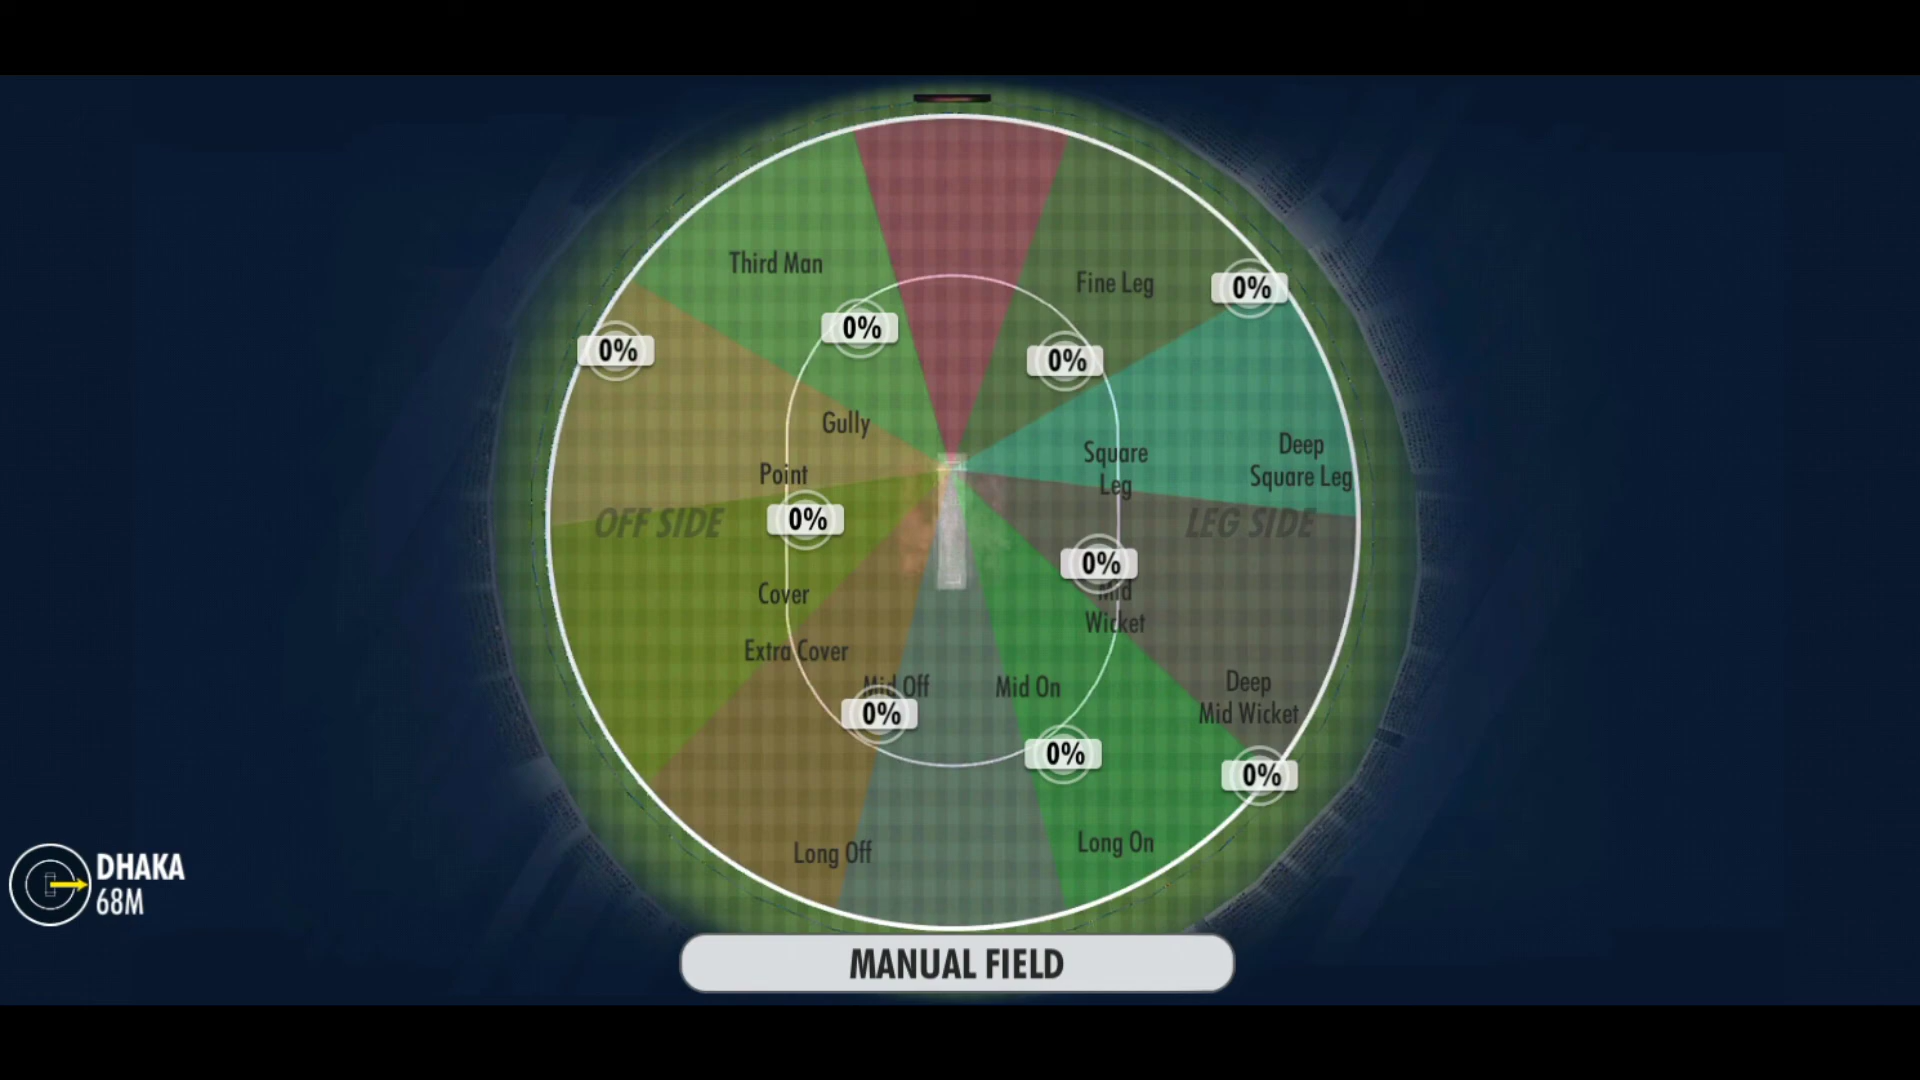 Third Man
Fine Leg
0%
0%
0%
0%
Gully
Square
Leg
Deep
Square Leg
Point
OFF SIDE
0%
LEG SIDE
0%
Mid
Wicket
Cover
Extra Cover
Mid Off
Mid On
Deep
Mid Wicket
0%
0%
0%
Long Off
Long On
DHAKA
68M
MANUAL FIELD